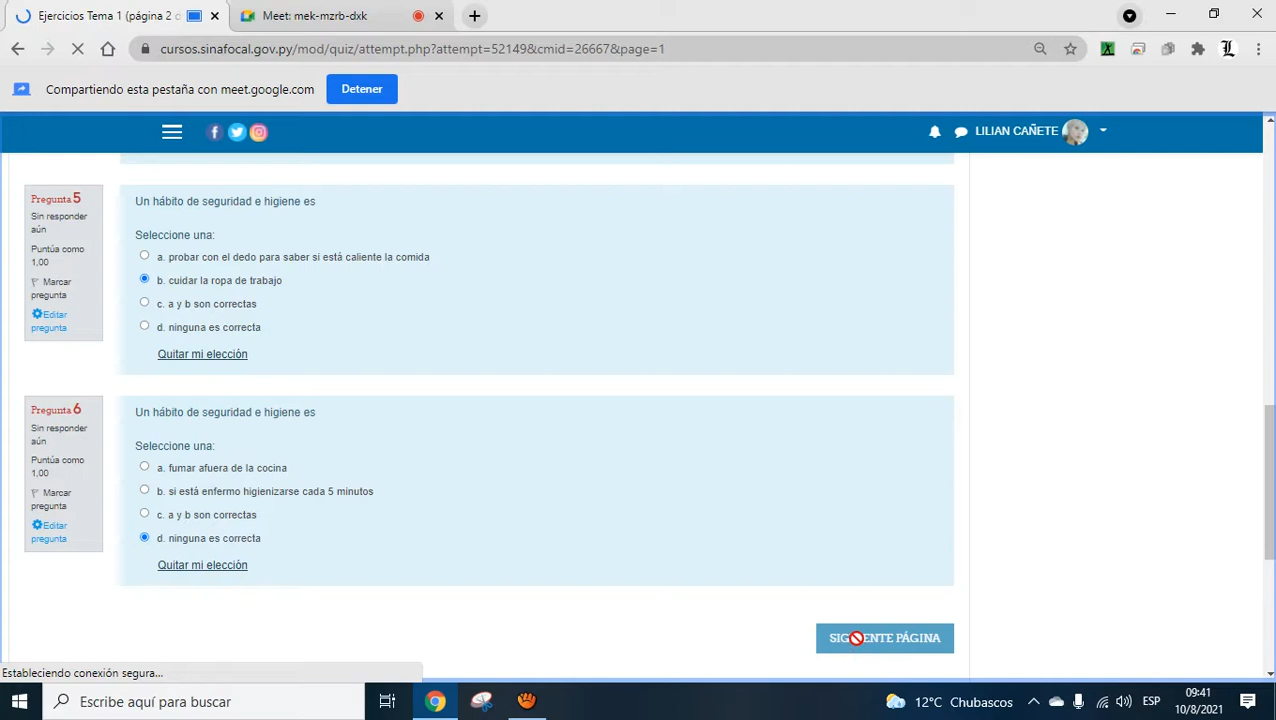 Ejercicios Tema 1 (página 2 d
Meet: mek-mzrb-dxk
cursos.sinafocal.gov.py/mod/quiz/attempt.php?attempt=52149&cmid=26667&page=1
Compartiendo esta pestaña con meet.google.com
Detener
LILIAN CAÑETE
Pregunta 5
Sin responder
aún
Puntúa como
1,00
Marcar
pregunta
Editar
pregunta
Un hábito de seguridad e higiene es
Seleccione una:
a. probar con el dedo para saber si está caliente la comida
b. cuidar la ropa de trabajo
c. a y b son correctas
d. ninguna es correcta
Quitar mi elección
Pregunta 6
Sin responder
aún
Puntúa como
1,00
Marcar
pregunta
Editar
pregunta
Un hábito de seguridad e higiene es
Seleccione una:
a. fumar afuera de la cocina
b. si está enfermo higienizarse cada 5 minutos
c. a y b son correctas
d. ninguna es correcta
Quitar mi elección
SIGUIENTE PÁGINA
Estableciendo conexión segura...
Escribe aquí para buscar
12°C Chubascos
ESP
09:41
10/8/2021